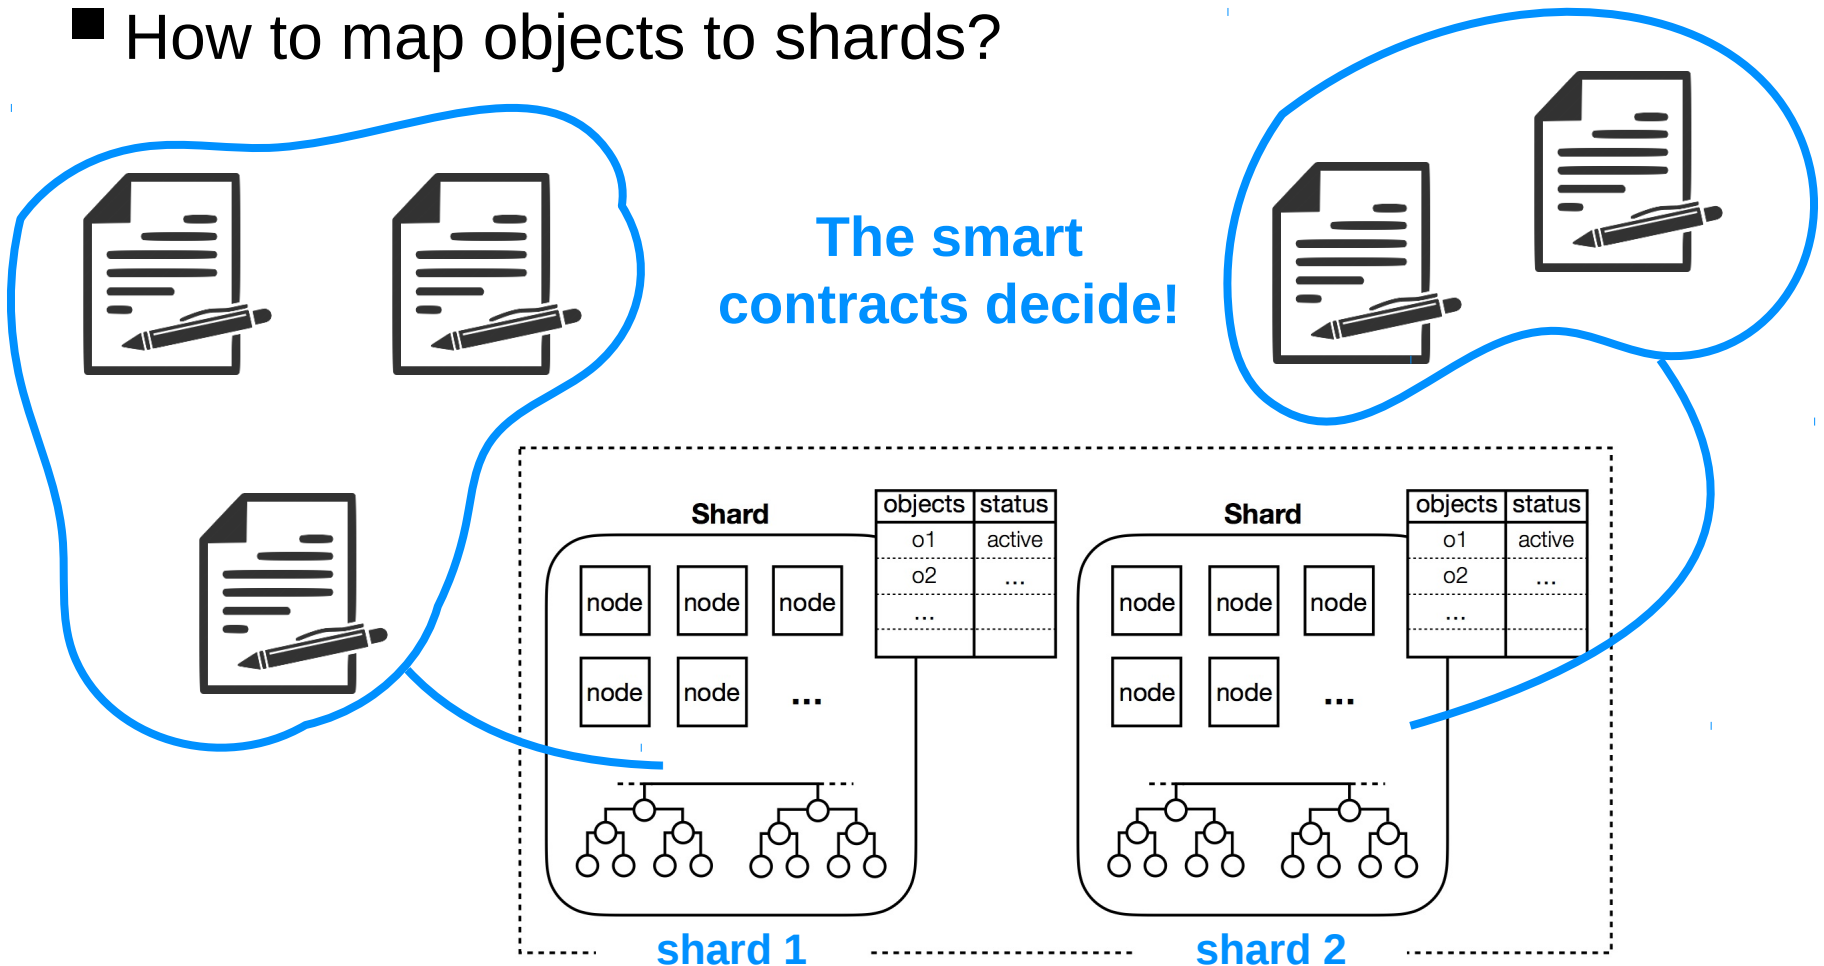 ■ How to map objects to shards?
The smart
contracts decide!
Shard
objects status
o1 active
o2 ...
...
node node node
node node ...
Shard
objects status
o1 active
o2 ...
...
node node node
node node ...
shard 1
shard 2